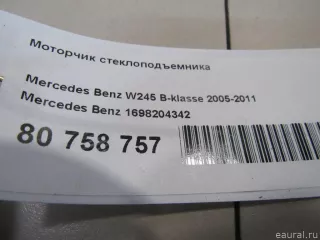 Моторчик стеклоподъемника
Mercedes Benz W245 B-klasse 2005-2011
Mercedes Benz 1698204342
80 758 757
eaural.ru